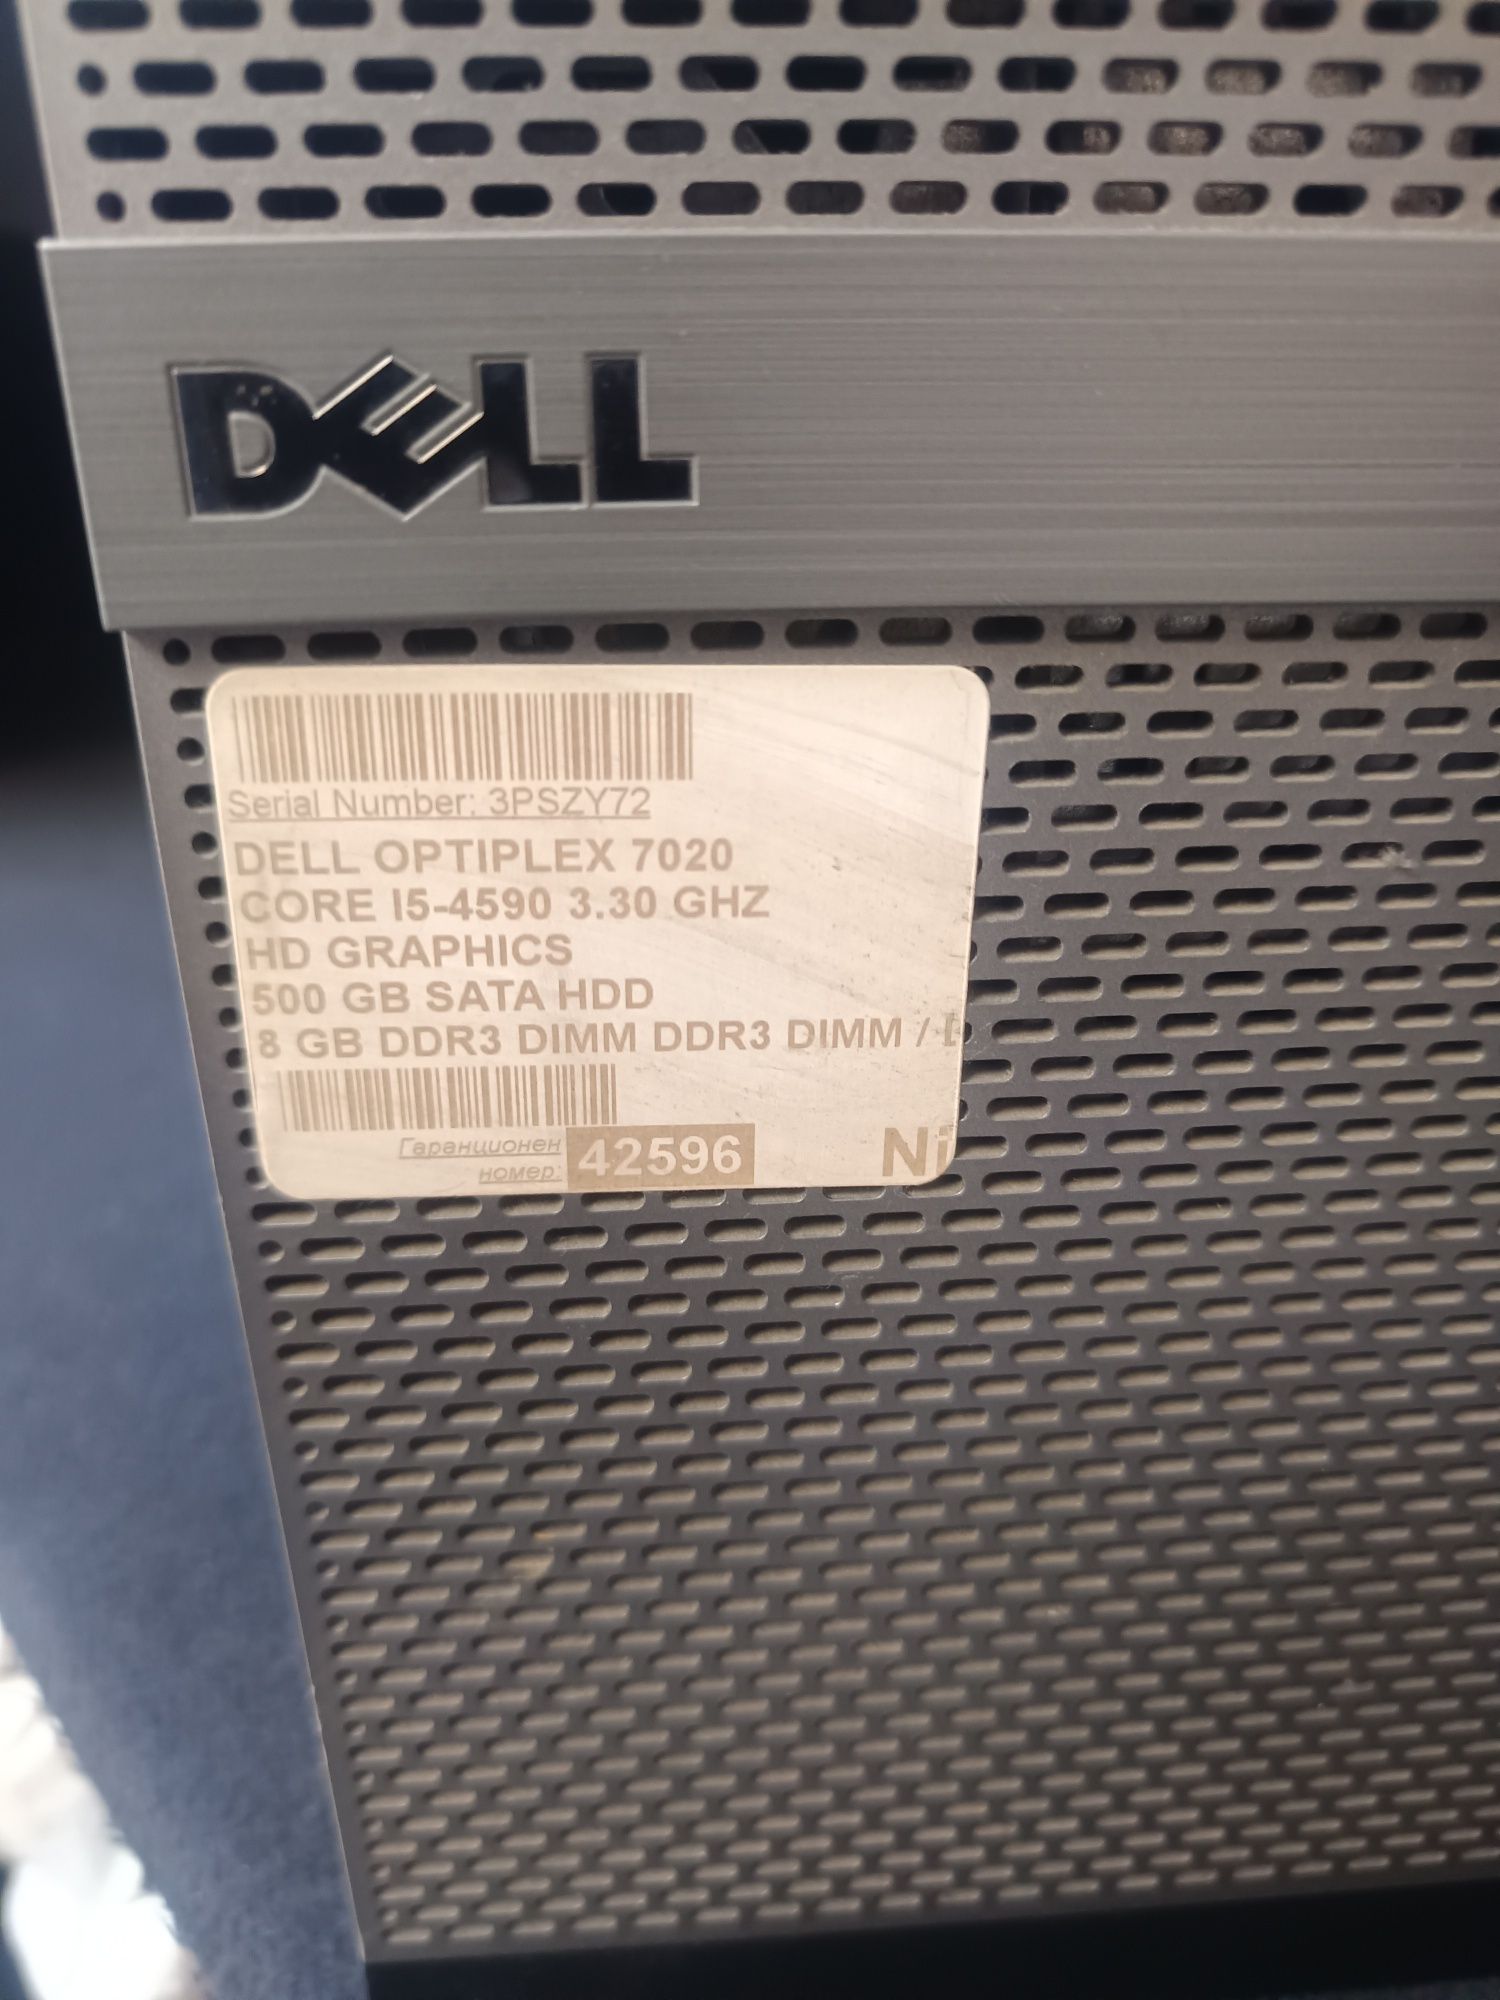 DELL
Serial Number: 3PSZY72
DELL OPTIPLEX 7020
CORE I5-4590 3.30 GHZ
HD GRAPHICS
500 GB SATA HDD
8 GB DDR3 DIMM DDR3 DIMM /
Гаранционен
номер: 42596
Ni